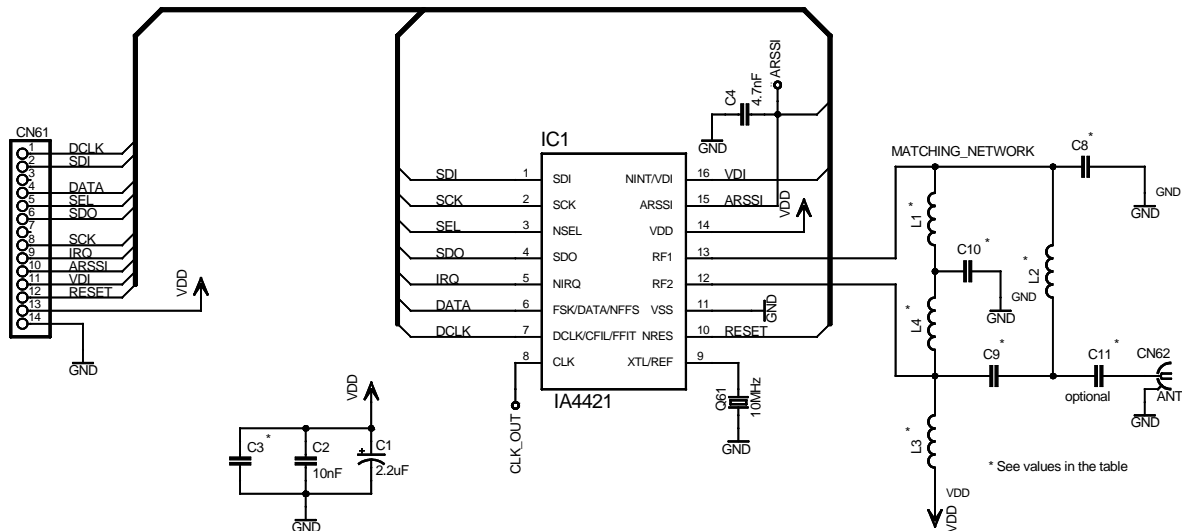 CN61
1 DCLK
2 SDI
3
4 DATA
5 SEL
6 SDO
7
8 SCK
9 IRQ
10 ARSSI
11 VDI
12 RESET
13
14
VDD
GND
IC1
SDI 1 SDI
SCK 2 SCK
SEL 3 NSEL
SDO 4 SDO
IRQ 5 NIRQ
DATA 6 FSK/DATA/NFFS
DCLK 7 DCLK/CFIL/FFIT
8 CLK
NINT/VDI 16 VDI
ARSSI 15 ARSSI
VDD 14
RF1 13
RF2 12
VSS 11
NRES 10 RESET
XTL/REF 9
IA4421
CLK_OUT
C4
4.7nF
GND
ARSSI
VDD
GND
Q61
10MHz
GND
MATCHING_NETWORK
C8 *
GND
GND
L1 *
C10 *
GND
GND
L2 *
L4 *
C9 *
C11 *
optional
CN62
ANT
GND
L3 *
VDD
VDD
* See values in the table
VDD
C3 *
C2
10nF
+
C1
2.2uF
GND